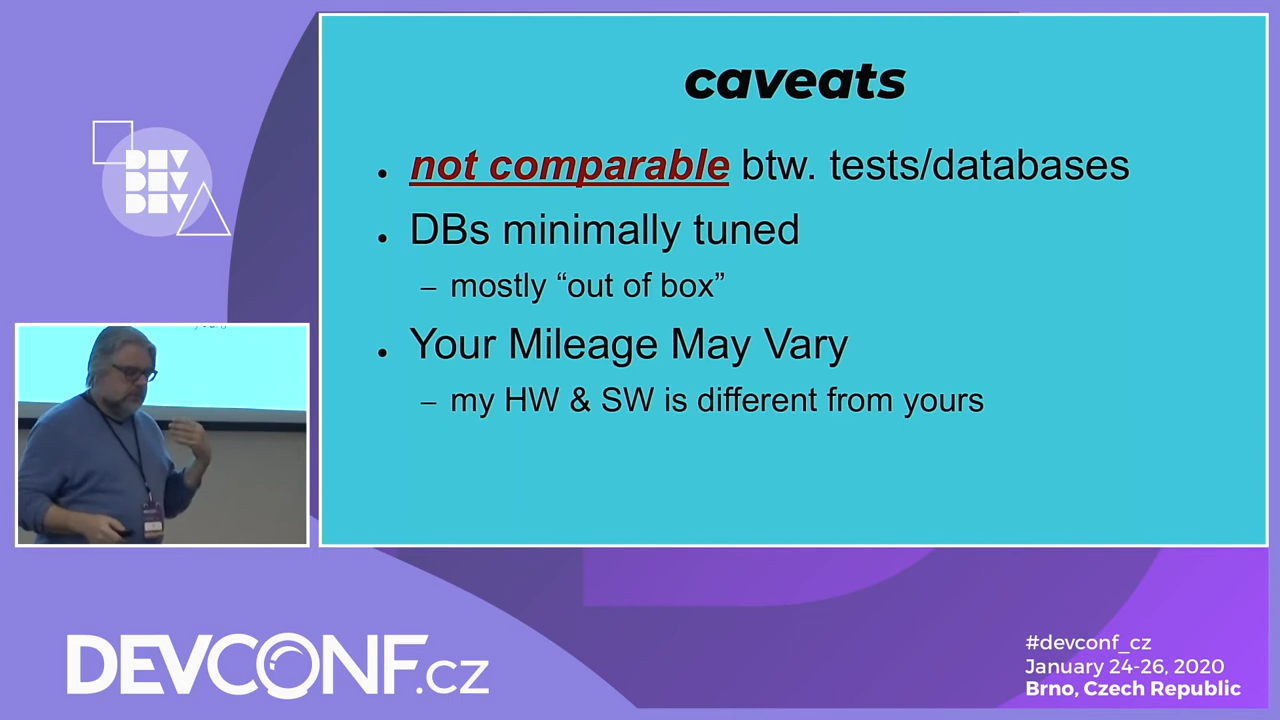 DEV
DEV
DEV
caveats
not comparable btw. tests/databases
DBs minimally tuned
– mostly “out of box”
Your Mileage May Vary
– my HW & SW is different from yours
DEVCONF.cz
#devconf_cz
January 24-26, 2020
Brno, Czech Republic